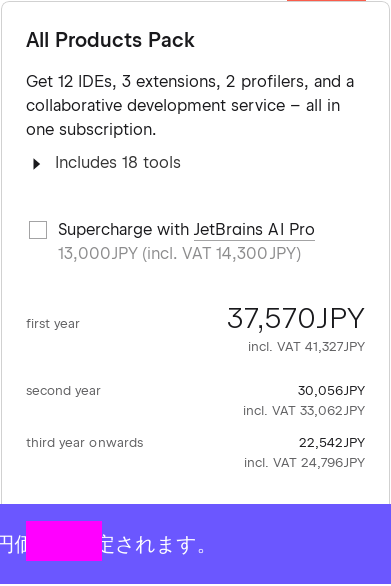 All Products Pack
Get 12 IDEs, 3 extensions, 2 profilers, and a
collaborative development service – all in
one subscription.
Includes 18 tools
Supercharge with JetBrains AI Pro
13,000JPY (incl. VAT 14,300JPY)
first year 37,570JPY
incl. VAT 41,327JPY
second year 30,056JPY
incl. VAT 33,062JPY
third year onwards 22,542JPY
incl. VAT 24,796JPY
定されます。